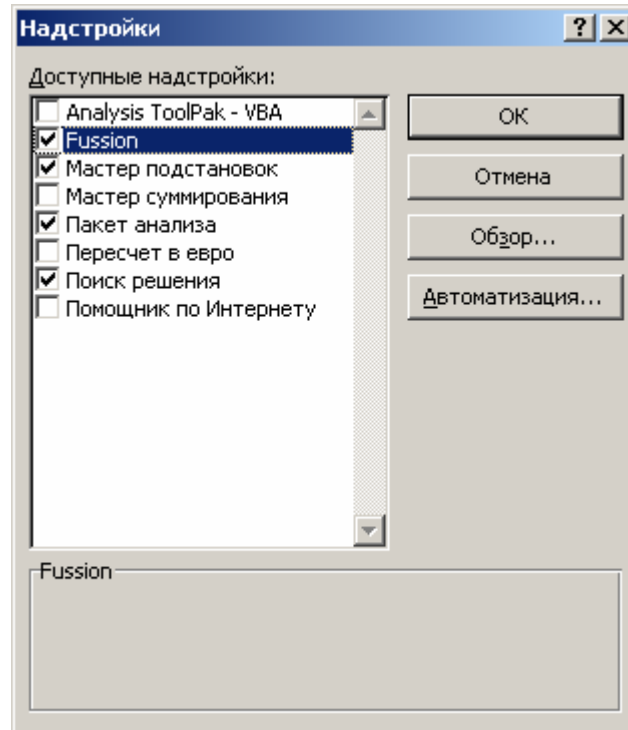 Надстройки
Доступные надстройки:
Analysis ToolPak - VBA
Fussion
Мастер подстановок
Мастер суммирования
Пакет анализа
Пересчет в евро
Поиск решения
Помощник по Интернету
ОК
Отмена
Обзор...
Автоматизация...
Fussion